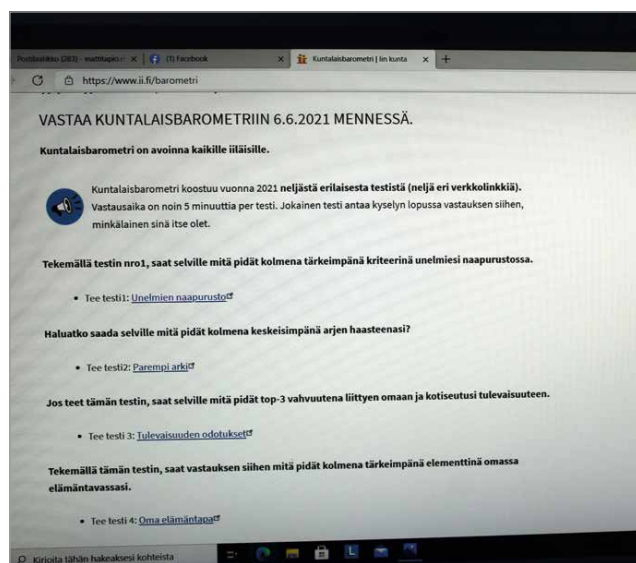 Postilaatikko (283) - mattitapio
(1) Facebook
Kuntalaisbarometri | Iin kunta
https://www.ii.fi/barometri
VASTAA KUNTALAISBAROMETRIIN 6.6.2021 MENNESSÄ.
Kuntalaisbarometri on avoinna kaikille iiläisille.
Kuntalaisbarometri koostuu vuonna 2021 neljästä erilaisesta testistä (neljä eri verkkolinkkiä).
Vastausaika on noin 5 minuuttia per testi. Jokainen testi antaa kyselyn lopussa vastauksen siihen,
minkälainen sinä itse olet.
Tekemällä testin nro1, saat selville mitä pidät kolmena tärkeimpänä kriteerinä unelmiesi naapurustossa.
• Tee testi1: Unelmien naapurusto
Haluatko saada selville mitä pidät kolmena keskeisimpänä arjen haasteenasi?
• Tee testi2: Parempi arki
Jos teet tämän testin, saat selville mitä pidät top-3 vahvuutena liittyen omaan ja kotiseutusi tulevaisuuteen.
• Tee testi 3: Tulevaisuuden odotukset
Tekemällä tämän testin, saat vastauksen siihen mitä pidät kolmena tärkeimpänä elementtinä omassa
elämäntavassasi.
• Tee testi 4: Oma elämäntapa
Kirjoita tähän hakeaksesi kohteista
L